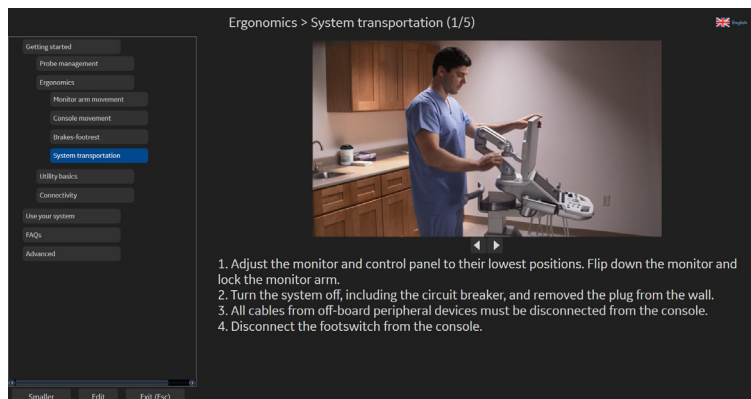 Ergonomics > System transportation (1/5)
English
Getting started
Probe management
Ergonomics
Monitor arm movement
Console movement
Brakes-footrest
System transportation
Utility basics
Connectivity
Use your system
FAQs
Advanced
1. Adjust the monitor and control panel to their lowest positions. Flip down the monitor and
lock the monitor arm.
2. Turn the system off, including the circuit breaker, and removed the plug from the wall.
3. All cables from off-board peripheral devices must be disconnected from the console.
4. Disconnect the footswitch from the console.
Smaller
Edit
Exit (Esc)